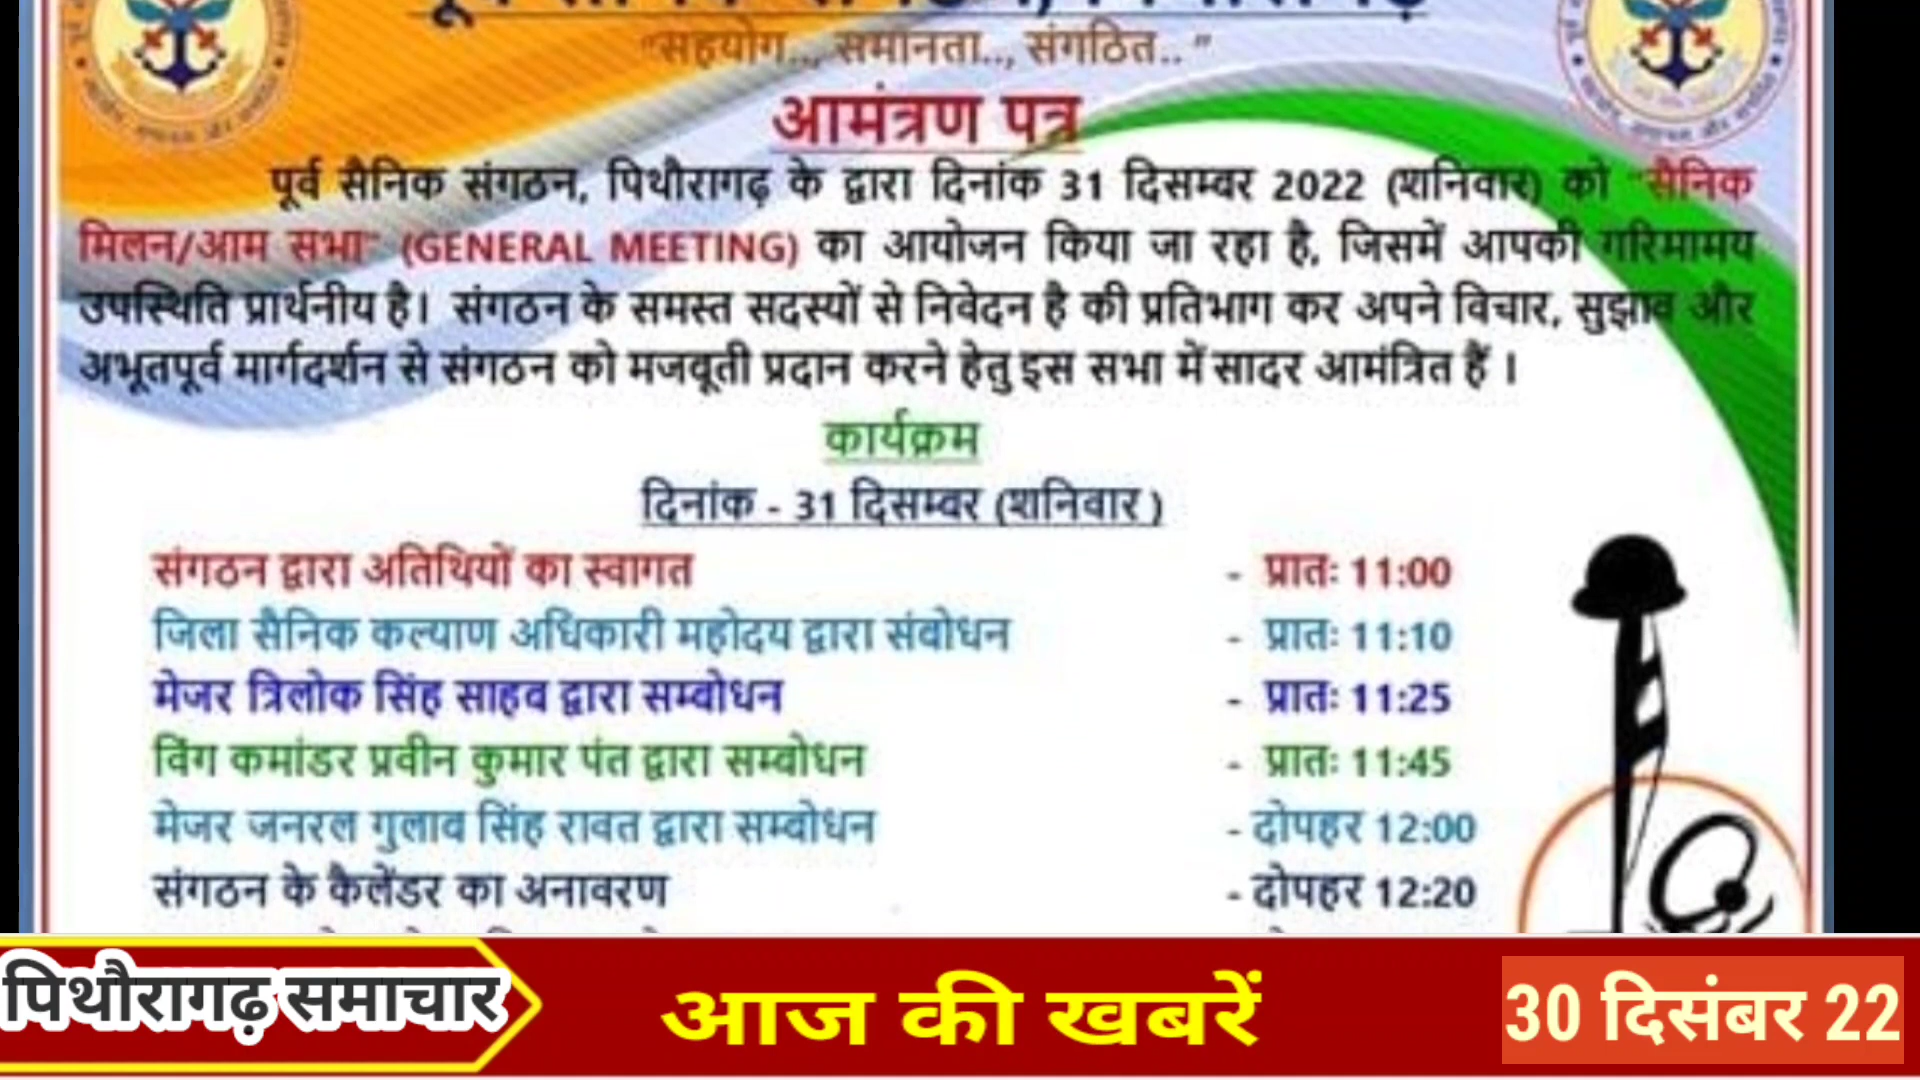 "सहयोग.., समानता.., संगठित.."
आमंत्रण पत्र
पूर्व सैनिक संगठन, पिथौरागढ़ के द्वारा दिनांक 31 दिसम्बर 2022 (शनिवार) को "सैनिक
मिलन/आम सभा" (GENERAL MEETING) का आयोजन किया जा रहा है, जिसमें आपकी गरिमामय
उपस्थिति प्रार्थनीय है। संगठन के समस्त सदस्यों से निवेदन है की प्रतिभाग कर अपने विचार, सुझाव और
अभूतपूर्व मार्गदर्शन से संगठन को मजबूती प्रदान करने हेतु इस सभा में सादर आमंत्रित हैं ।
कार्यक्रम
दिनांक - 31 दिसम्बर (शनिवार )
संगठन द्वारा अतिथियों का स्वागत - प्रातः 11:00
जिला सैनिक कल्याण अधिकारी महोदय द्वारा संबोधन - प्रातः 11:10
मेजर त्रिलोक सिंह साहब द्वारा सम्बोधन - प्रातः 11:25
विंग कमांडर प्रवीन कुमार पंत द्वारा सम्बोधन - प्रातः 11:45
मेजर जनरल गुलाब सिंह रावत द्वारा सम्बोधन - दोपहर 12:00
संगठन के कैलेंडर का अनावरण - दोपहर 12:20
पिथौरागढ़ समाचार
आज की खबरें
30 दिसंबर 22